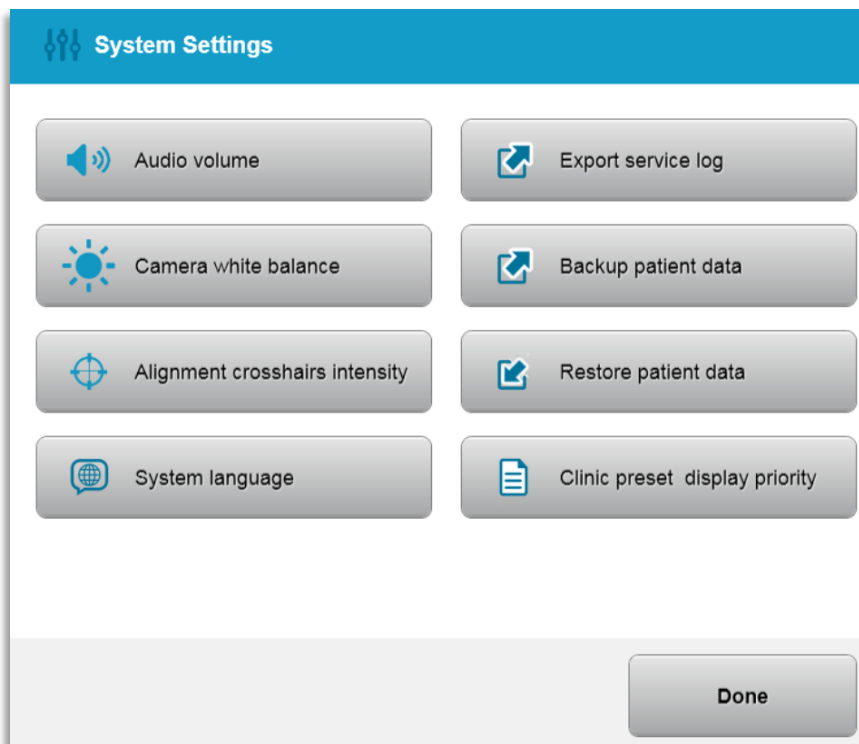 System Settings
Audio volume
Export service log
Camera white balance
Backup patient data
Alignment crosshairs intensity
Restore patient data
System language
Clinic preset display priority
Done